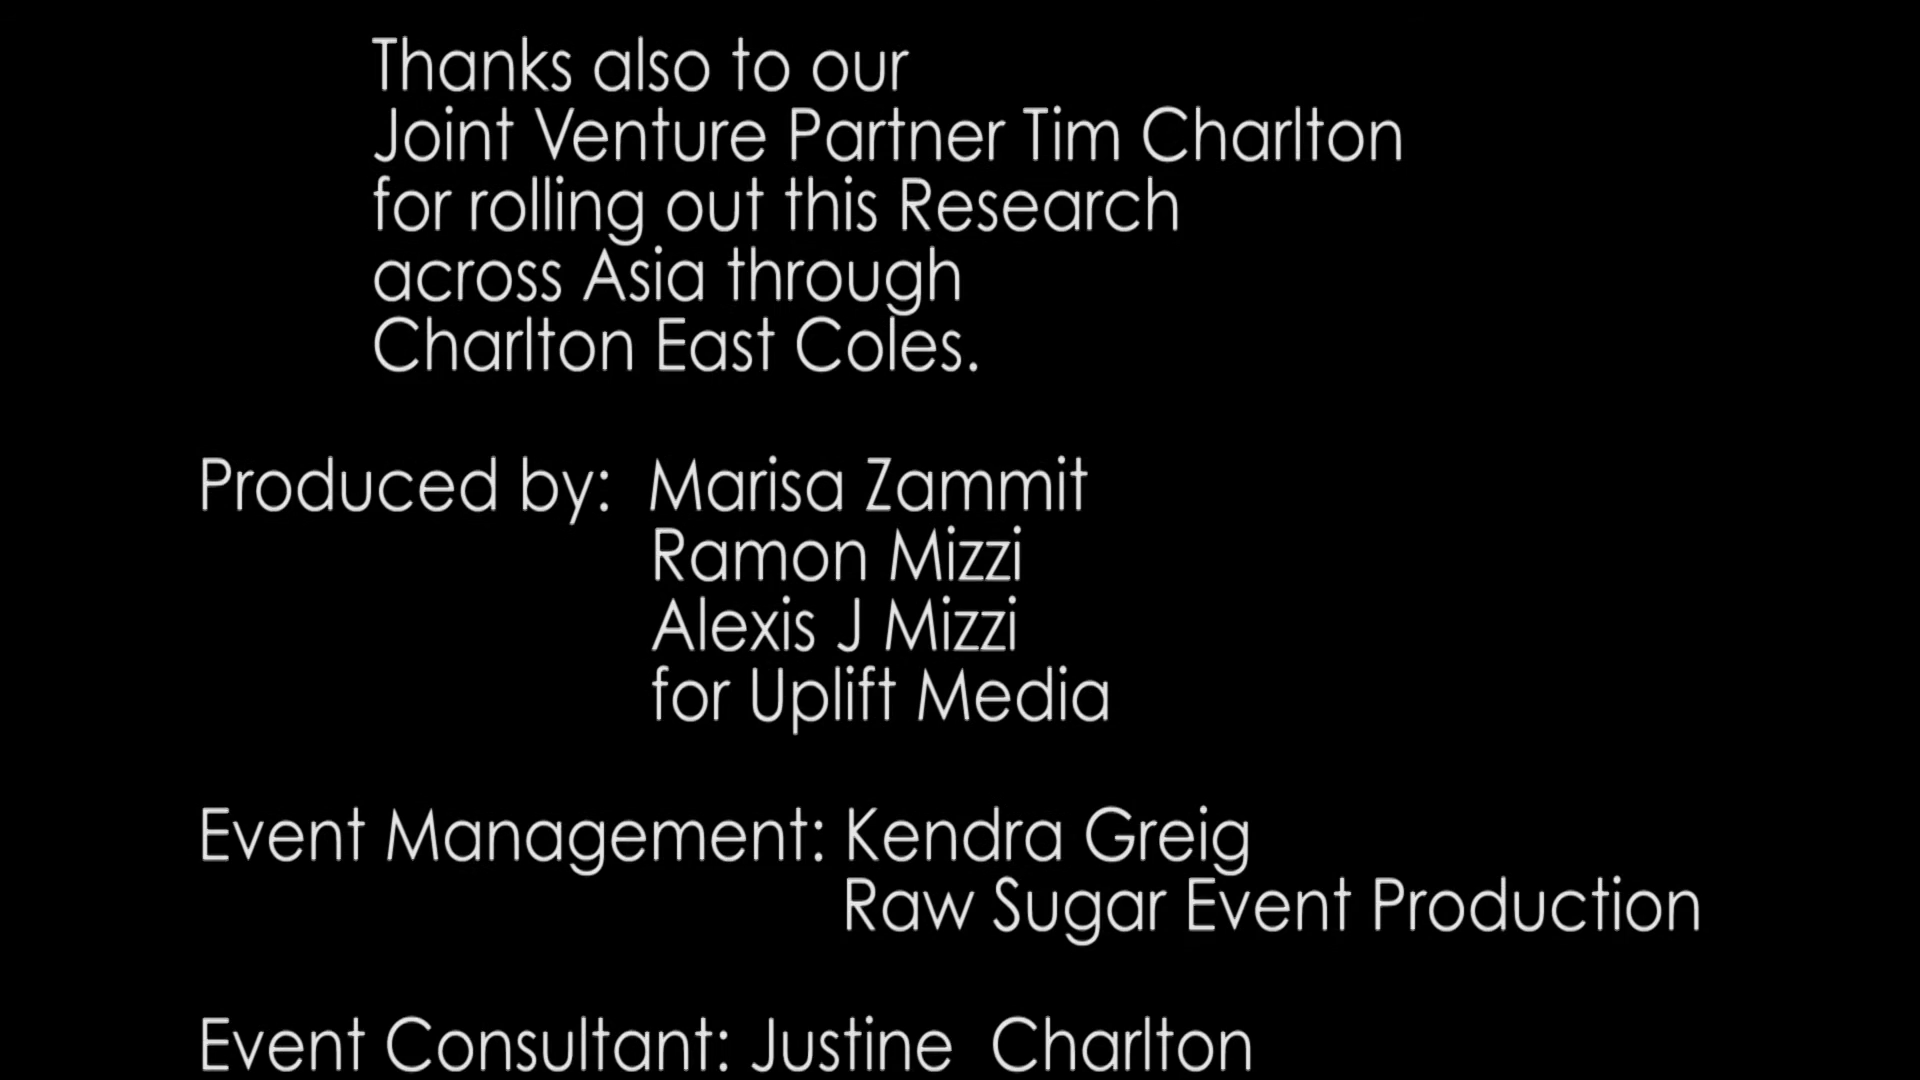 Thanks also to our
Joint Venture Partner Tim Charlton
for rolling out this Research
across Asia through
Charlton East Coles.
Produced by: Marisa Zammit
Ramon Mizzi
Alexis J Mizzi
for Uplift Media
Event Management: Kendra Greig
Raw Sugar Event Production
Event Consultant: Justine Charlton